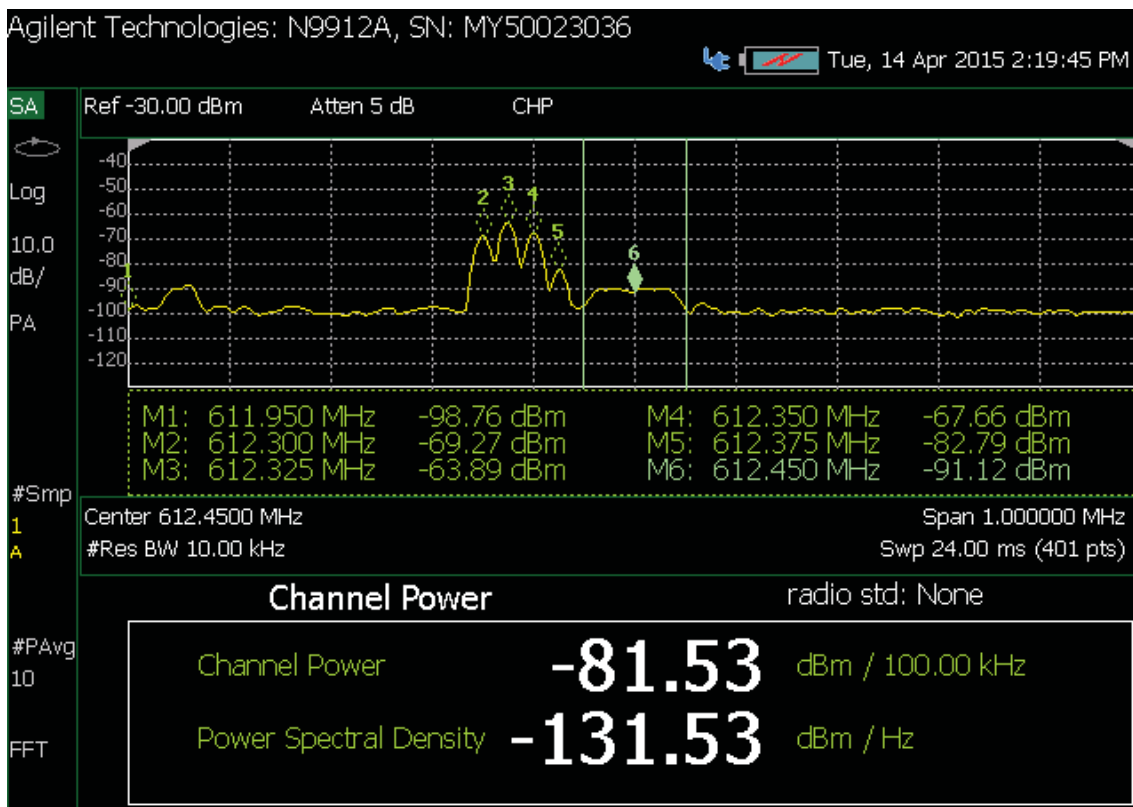 Agilent Technologies: N9912A, SN: MY50023036
Tue, 14 Apr 2015 2:19:45 PM
SA
Ref -30.00 dBm Atten 5 dB CHP
Log
10.0
dB/
PA
-40
-50
-60
-70
-80
-90
-100
-110
-120
1
2
3
4
5
6
M1: 611.950 MHz -98.76 dBm M4: 612.350 MHz -67.66 dBm
M2: 612.300 MHz -69.27 dBm M5: 612.375 MHz -82.79 dBm
M3: 612.325 MHz -63.89 dBm M6: 612.450 MHz -91.12 dBm
#Smp
1
A
Center 612.4500 MHz Span 1.000000 MHz
#Res BW 10.00 kHz Swp 24.00 ms (401 pts)
Channel Power radio std: None
#PAvg
10
Channel Power -81.53 dBm / 100.00 kHz
Power Spectral Density -131.53 dBm / Hz
FFT